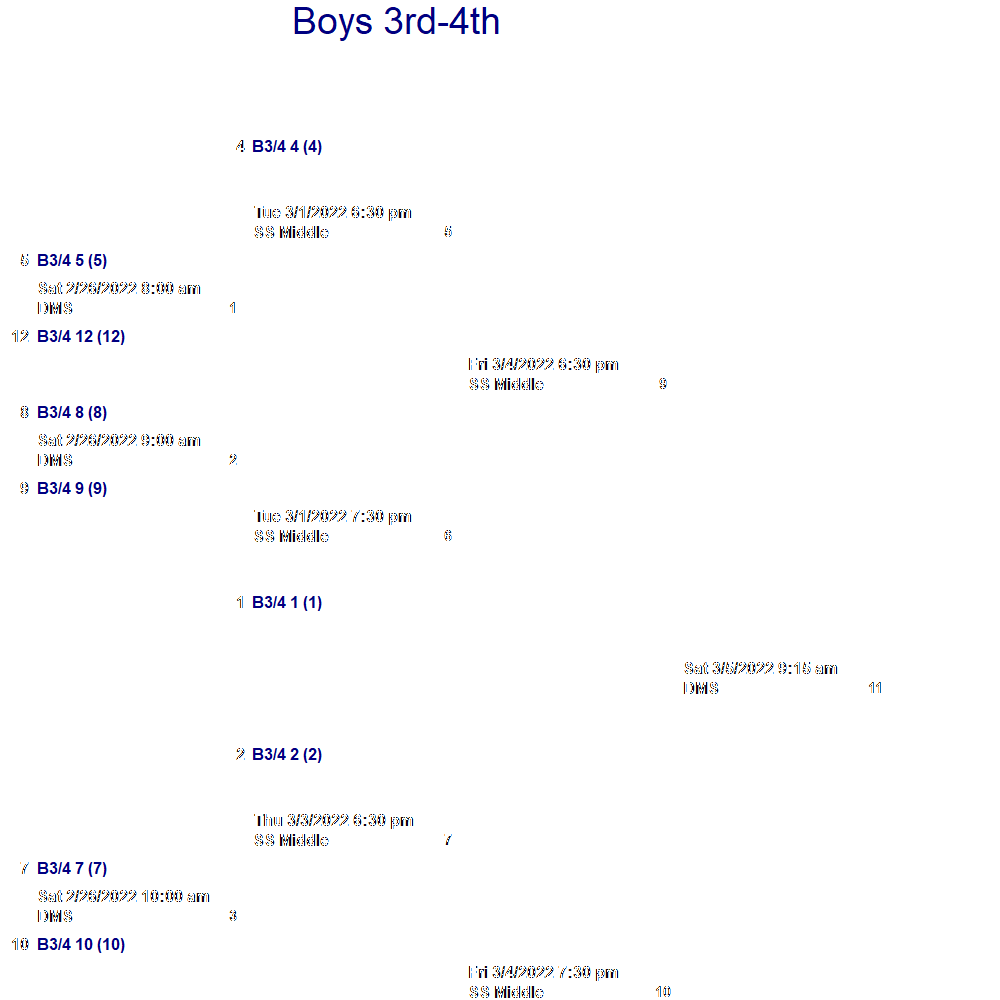 Boys 3rd-4th
4 B3/4 4 (4)
Tue 3/1/2022 6:30 pm
SS Middle 5
5 B3/4 5 (5)
Sat 2/26/2022 8:00 am
DMS 1
12 B3/4 12 (12)
Fri 3/4/2022 6:30 pm
SS Middle 9
8 B3/4 8 (8)
Sat 2/26/2022 9:00 am
DMS 2
9 B3/4 9 (9)
Tue 3/1/2022 7:30 pm
SS Middle 6
1 B3/4 1 (1)
Sat 3/5/2022 9:15 am
DMS 11
2 B3/4 2 (2)
Thu 3/3/2022 6:30 pm
SS Middle 7
7 B3/4 7 (7)
Sat 2/26/2022 10:00 am
DMS 3
10 B3/4 10 (10)
Fri 3/4/2022 7:30 pm
SS Middle 10